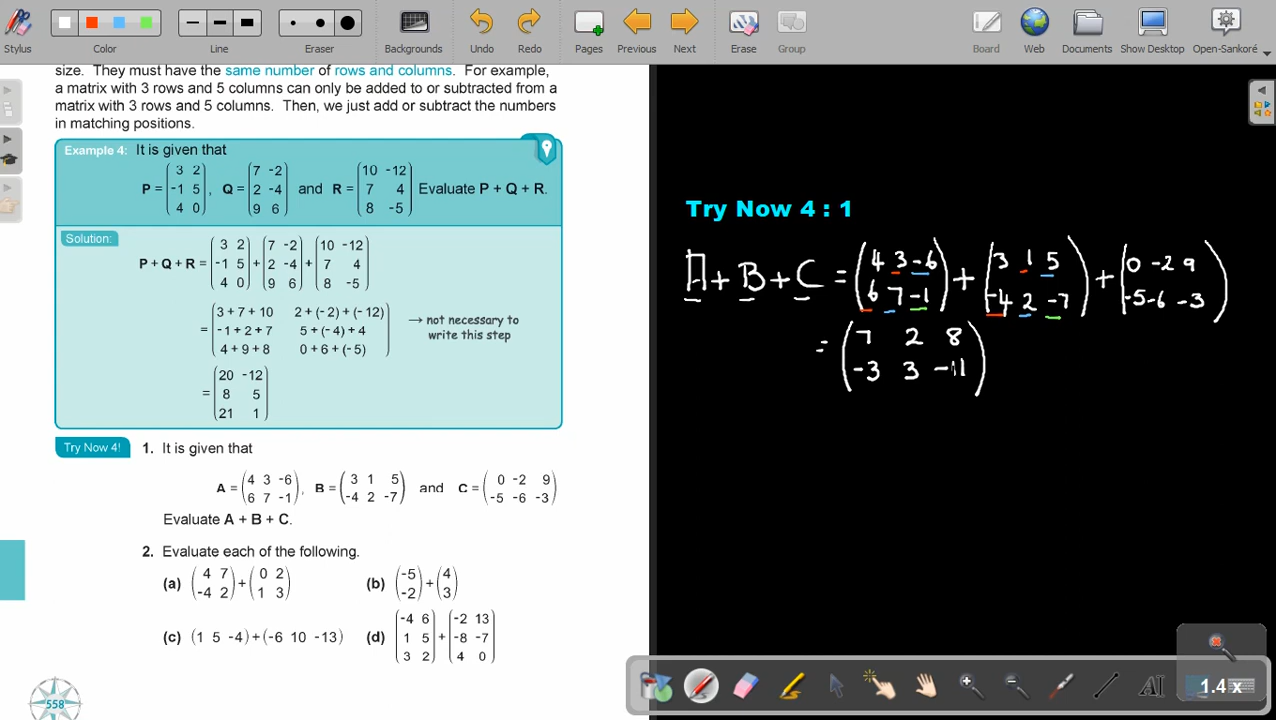 Stylus Color Line Eraser Backgrounds Undo Redo Pages Previous Next Erase Group Board Web Documents Show Desktop Open-Sankoré
size. They must have the same number of rows and columns. For example,
a matrix with 3 rows and 5 columns can only be added to or subtracted from a
matrix with 3 rows and 5 columns. Then, we just add or subtract the numbers
in matching positions.
Example 4: It is given that
3 2 7 -2 10 -12
P = -1 5 , Q = 2 -4 and R = 7 4 Evaluate P + Q + R.
4 0 9 6 8 -5
Solution:
3 2 7 -2 10 -12
P + Q + R = -1 5 + 2 -4 + 7 4
4 0 9 6 8 -5
3 + 7 + 10 2 + (-2) + (-12)
= -1 + 2 + 7 5 + (-4) + 4 → not necessary to
4 + 9 + 8 0 + 6 + (-5) write this step
20 -12
= 8 5
21 1
Try Now 4! 1. It is given that
A = (4 3 -6 , B = (3 1 5) and C = (0 -2 9
6 7 -1) -4 2 -7 -5 -6 -3)
Evaluate A + B + C.
2. Evaluate each of the following.
(a) (4 7) + (0 2) (b) (-5) + (4)
-4 2 1 3 -2 3
(c) (1 5 -4) + (-6 10 -13) (d) -4 6 + -2 13
1 5 -8 -7
3 2 4 0
558
Try Now 4 : 1
A + B + C = (4 3 -6) + (3 1 5) + (0 -2 9)
6 7 -1 -4 2 -7 -5 -6 -3
= (7 2 8)
-3 3 -11
1.4 x